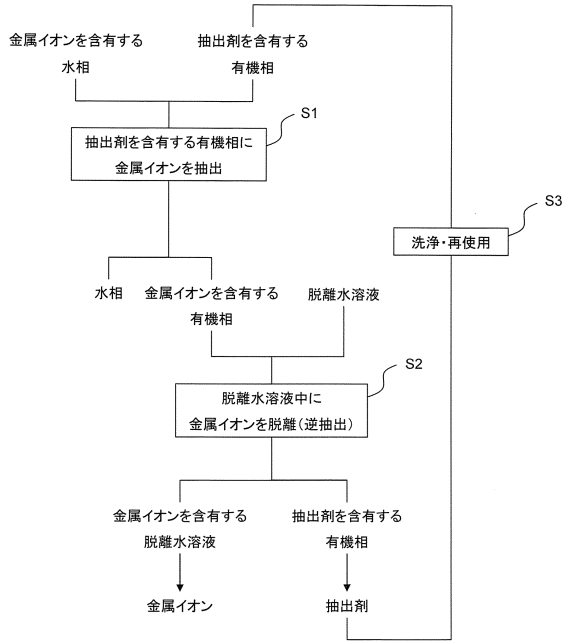 金属イオンを含有する
水相
抽出剤を含有する
有機相
S1
抽出剤を含有する有機相に
金属イオンを抽出
S3
洗浄・再使用
水相
金属イオンを含有する
有機相
脱離水溶液
S2
脱離水溶液中に
金属イオンを脱離(逆抽出)
金属イオンを含有する
脱離水溶液
抽出剤を含有する
有機相
金属イオン
抽出剤